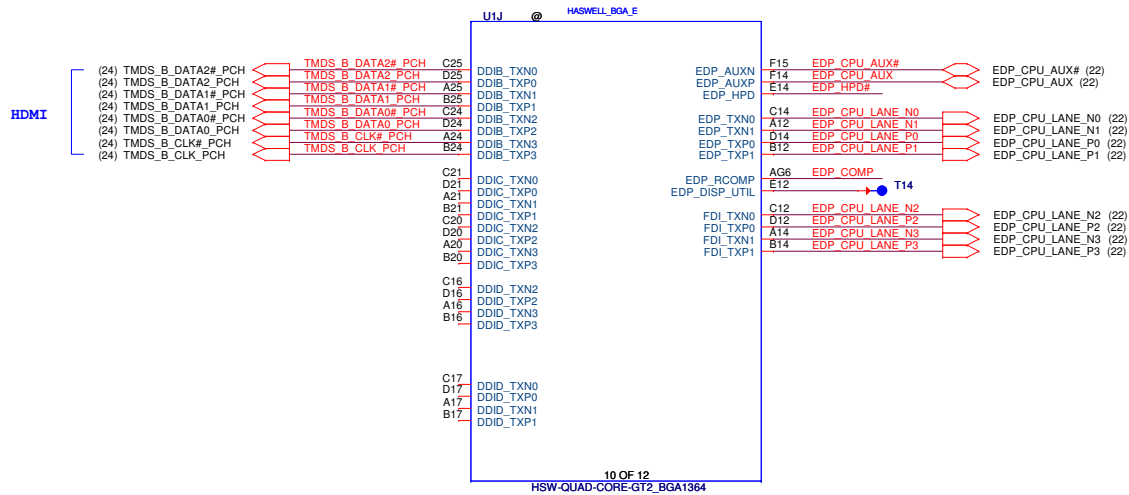 U1J @ HASWELL_BGA_E
HDMI
(24) TMDS_B_DATA2#_PCH TMDS_B_DATA2#_PCH C25 DDIB_TXN0
(24) TMDS_B_DATA2_PCH TMDS_B_DATA2_PCH D25 DDIB_TXP0
(24) TMDS_B_DATA1#_PCH TMDS_B_DATA1#_PCH A25 DDIB_TXN1
(24) TMDS_B_DATA1_PCH TMDS_B_DATA1_PCH B25 DDIB_TXP1
(24) TMDS_B_DATA0#_PCH TMDS_B_DATA0#_PCH C24 DDIB_TXN2
(24) TMDS_B_DATA0_PCH TMDS_B_DATA0_PCH D24 DDIB_TXP2
(24) TMDS_B_CLK#_PCH TMDS_B_CLK#_PCH A24 DDIB_TXN3
(24) TMDS_B_CLK_PCH TMDS_B_CLK_PCH B24 DDIB_TXP3
C21 DDIC_TXN0
D21 DDIC_TXP0
A21 DDIC_TXN1
B21 DDIC_TXP1
C20 DDIC_TXN2
D20 DDIC_TXP2
A20 DDIC_TXN3
B20 DDIC_TXP3
C16 DDID_TXN2
D16 DDID_TXP2
A16 DDID_TXN3
B16 DDID_TXP3
C17 DDID_TXN0
D17 DDID_TXP0
A17 DDID_TXN1
B17 DDID_TXP1
EDP_AUXN F15 EDP_CPU_AUX# EDP_CPU_AUX# (22)
EDP_AUXP F14 EDP_CPU_AUX EDP_CPU_AUX (22)
EDP_HPD E14 EDP_HPD#
EDP_TXN0 C14 EDP_CPU_LANE_N0 EDP_CPU_LANE_N0 (22)
EDP_TXN1 A12 EDP_CPU_LANE_N1 EDP_CPU_LANE_N1 (22)
EDP_TXP0 D14 EDP_CPU_LANE_P0 EDP_CPU_LANE_P0 (22)
EDP_TXP1 B12 EDP_CPU_LANE_P1 EDP_CPU_LANE_P1 (22)
EDP_RCOMP AG6 EDP_COMP
EDP_DISP_UTIL E12 T14
FDI_TXN0 C12 EDP_CPU_LANE_N2 EDP_CPU_LANE_N2 (22)
FDI_TXP0 D12 EDP_CPU_LANE_P2 EDP_CPU_LANE_P2 (22)
FDI_TXN1 A14 EDP_CPU_LANE_N3 EDP_CPU_LANE_N3 (22)
FDI_TXP1 B14 EDP_CPU_LANE_P3 EDP_CPU_LANE_P3 (22)
10 OF 12
HSW-QUAD-CORE-GT2_BGA1364